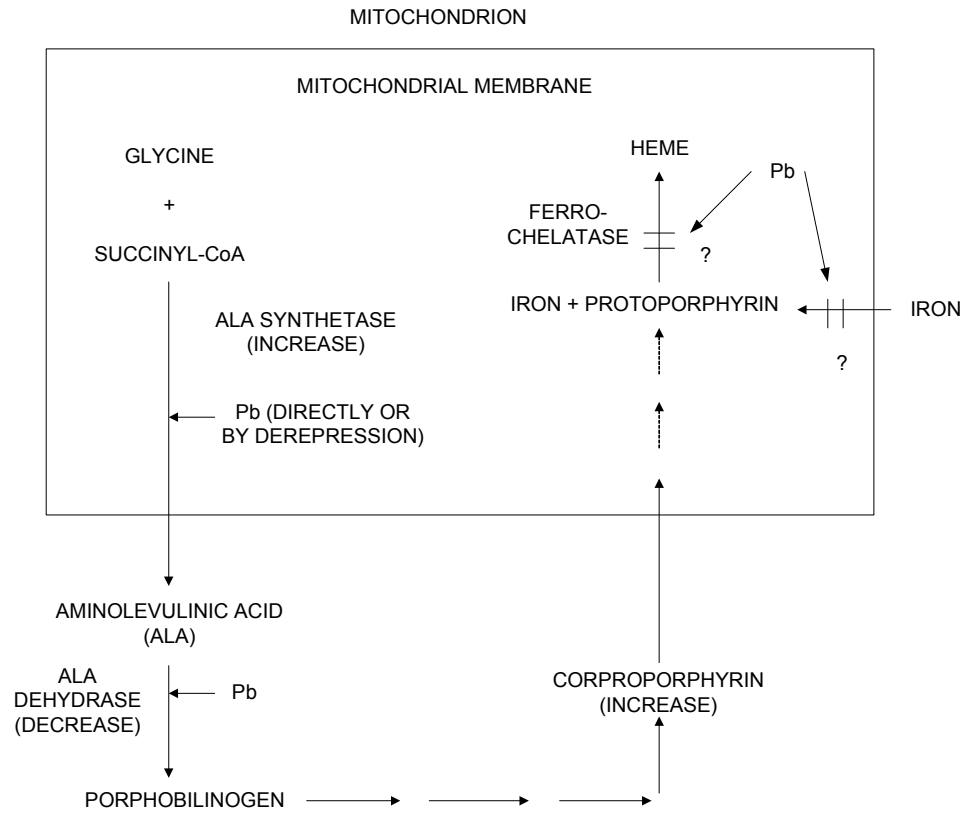 MITOCHONDRION
MITOCHONDRIAL MEMBRANE
GLYCINE
+
SUCCINYL-CoA
ALA SYNTHETASE
(INCREASE)
Pb (DIRECTLY OR
BY DEREPRESSION)
HEME
Pb
FERRO-
CHELATASE
?
IRON + PROTOPORPHYRIN
IRON
?
AMINOLEVULINIC ACID
(ALA)
ALA
DEHYDRASE
(DECREASE)
Pb
PORPHOBILINOGEN
CORPROPORPHYRIN
(INCREASE)